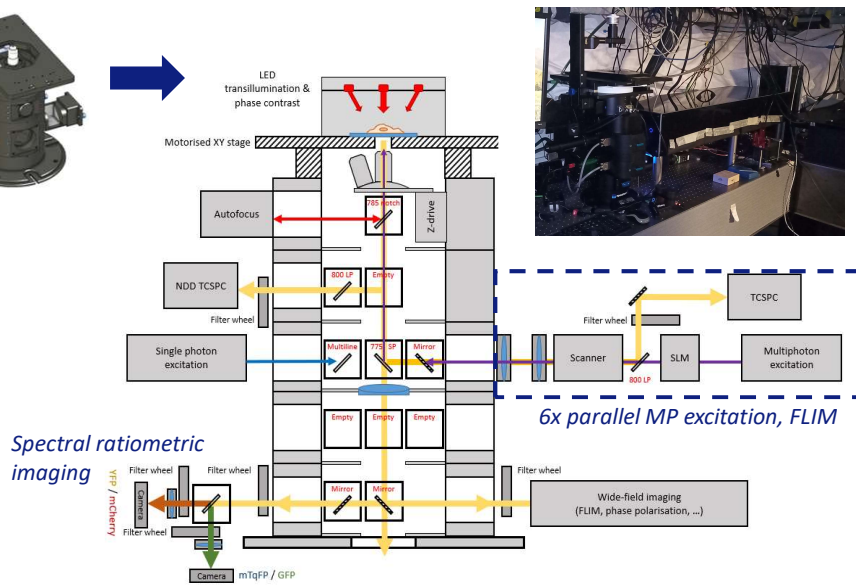 LED
transillumination &
phase contrast
Motorised XY stage
785 notch
Autofocus
Z-drive
800 LP
Empty
NDD TCSPC
Filter wheel
TCSPC
Filter wheel
Single photon
excitation
Multiline
775 SP
Mirror
Scanner
800 LP
SLM
Multiphoton
excitation
6x parallel MP excitation, FLIM
Empty
Empty
Empty
Spectral ratiometric
imaging
Filter wheel
Filter wheel
Mirror
Mirror
Filter wheel
YFP / mCherry
Camera
Wide-field imaging
(FLIM, phase polarisation, ...)
Filter wheel
Camera
mTqFP / GFP